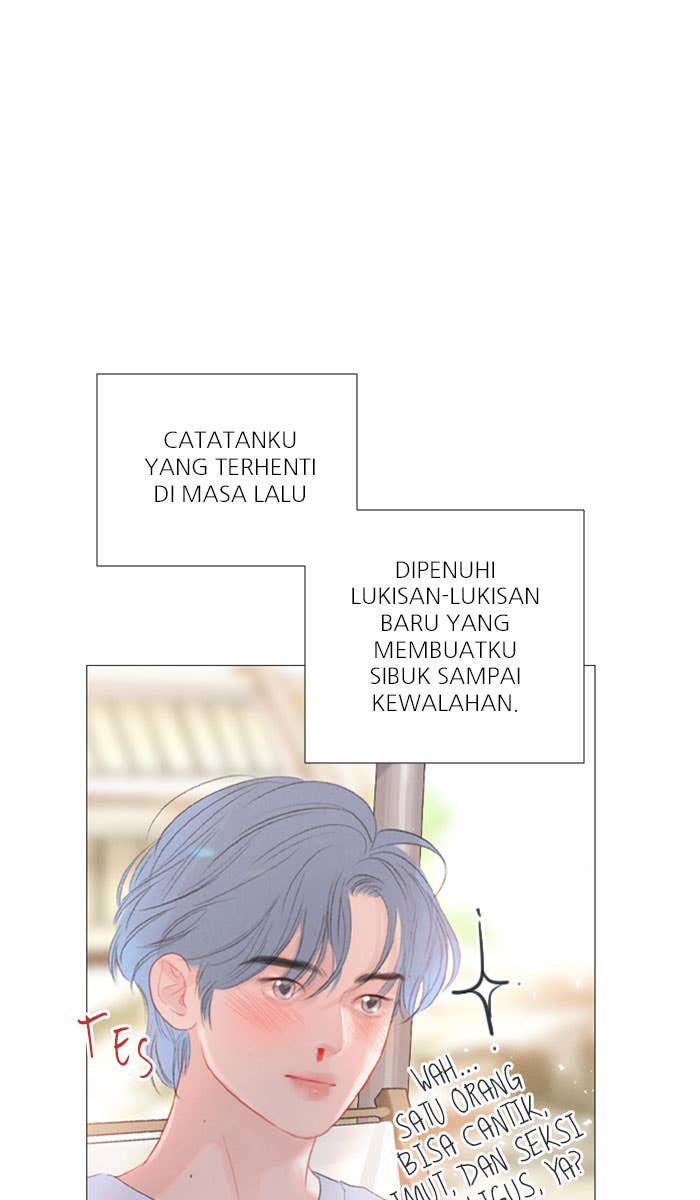 CATATANKU
YANG TERHENTI
DI MASA LALU
DIPENUHI
LUKISAN-LUKISAN
BARU YANG
MEMBUATKU
SIBUK SAMPAI
KEWALAHAN.
TES
WAH...
SATU ORANG
BISA CANTIK,
DAN SEKSI
YA?